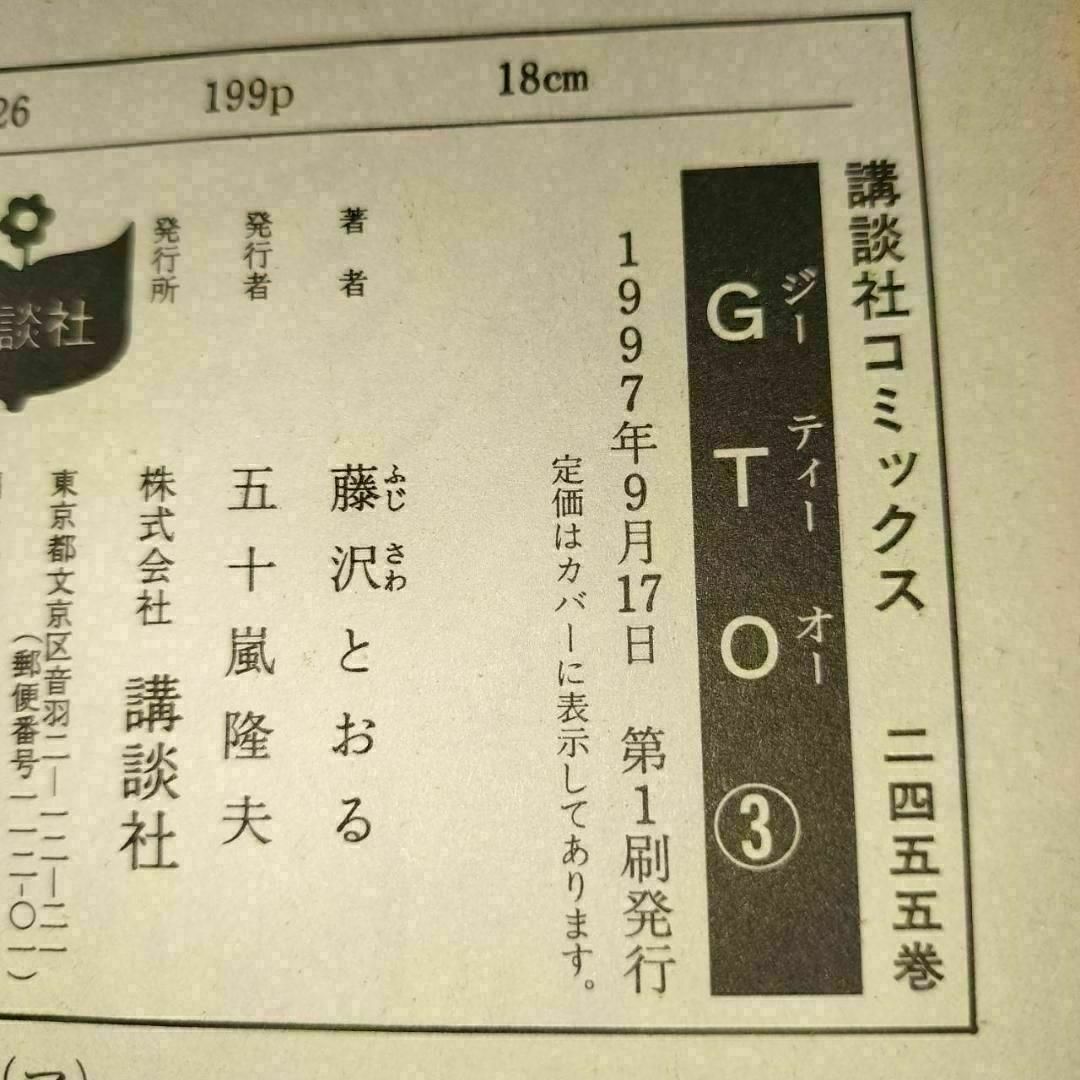 26 199p 18cm
講談社コミックス 二四五五巻
GTO③
ジー ティー オー
1997年9月17日 第1刷発行
定価はカバーに表示してあります。
著者 藤沢とおる
ふじ さわ
発行者 五十嵐隆夫
発行所 株式会社 講談社
東京都文京区音羽二―一二―二一
(郵便番号一一二-〇一)
談社